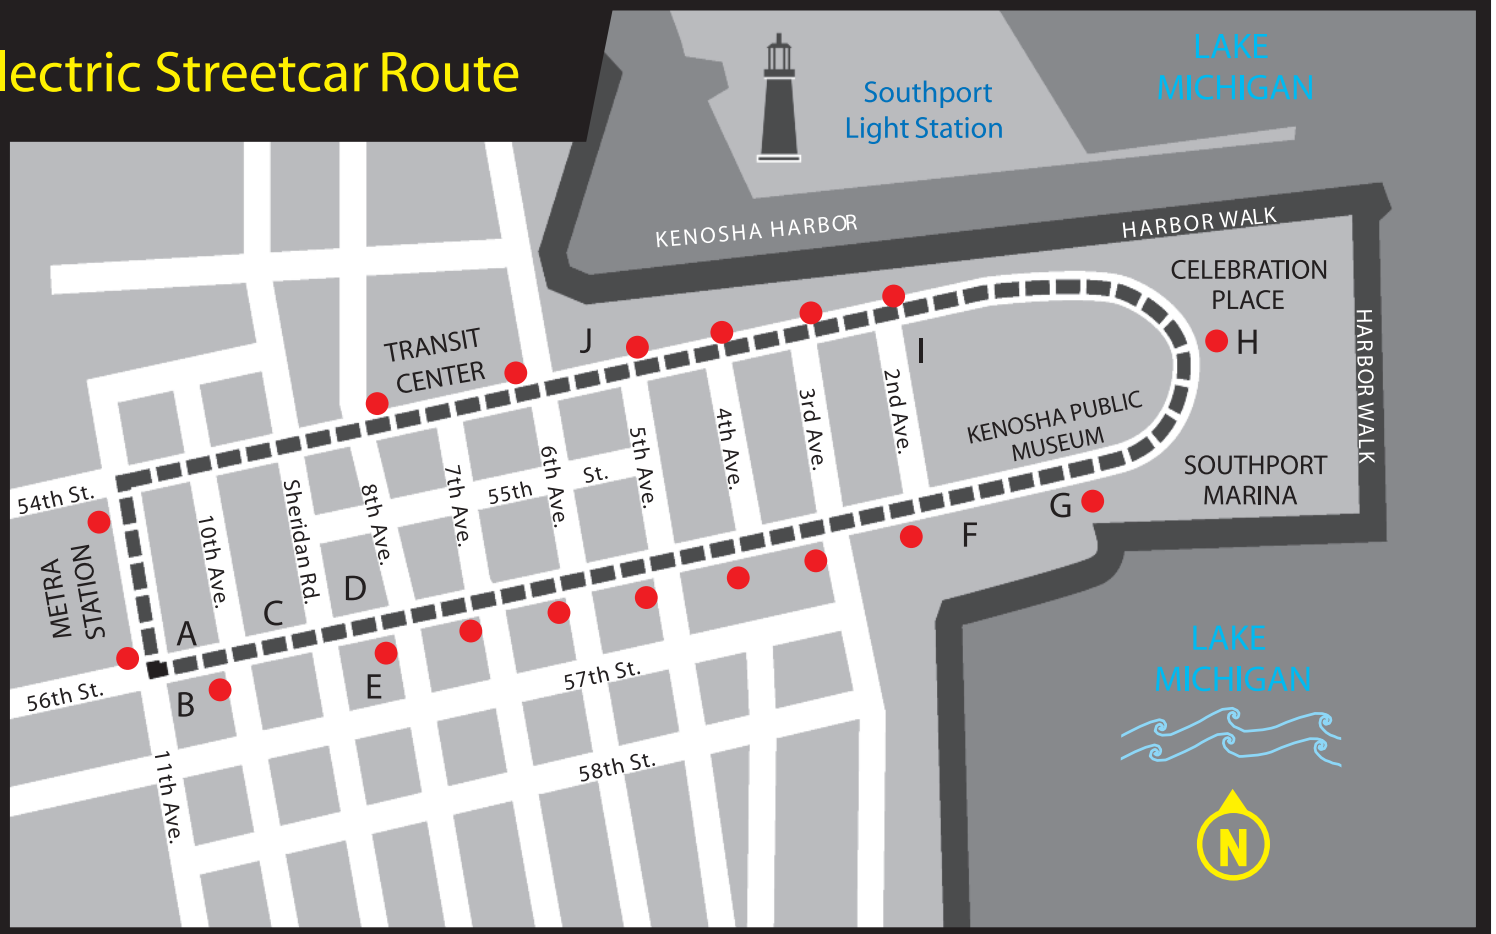 lectric Streetcar Route
LAKE
MICHIGAN
Southport
Light Station
KENOSHA HARBOR
HARBOR WALK
CELEBRATION
PLACE
H
HARBOR WALK
TRANSIT
CENTER
J
I
2nd Ave.
3rd Ave.
4th Ave.
5th Ave.
6th Ave.
7th Ave.
8th Ave.
Sheridan Rd.
10th Ave.
KENOSHA PUBLIC
MUSEUM
SOUTHPORT
MARINA
54th St.
55th St.
METRA
STATION
A
B
C
D
E
F
G
56th St.
57th St.
58th St.
11th Ave.
LAKE
MICHIGAN
N